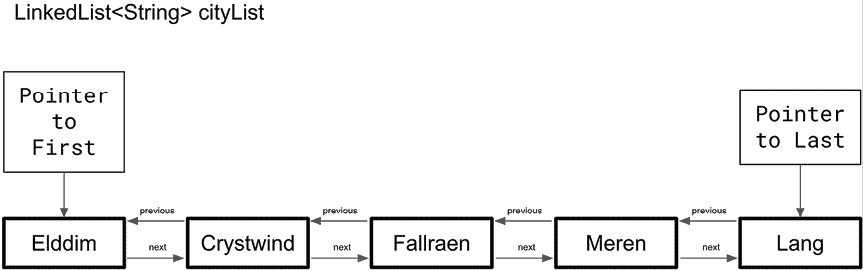 LinkedList<String> cityList
Pointer
to
First
Pointer
to Last
previous
previous
previous
previous
Elddim
next
Crystwind
next
Fallraen
next
Meren
next
Lang